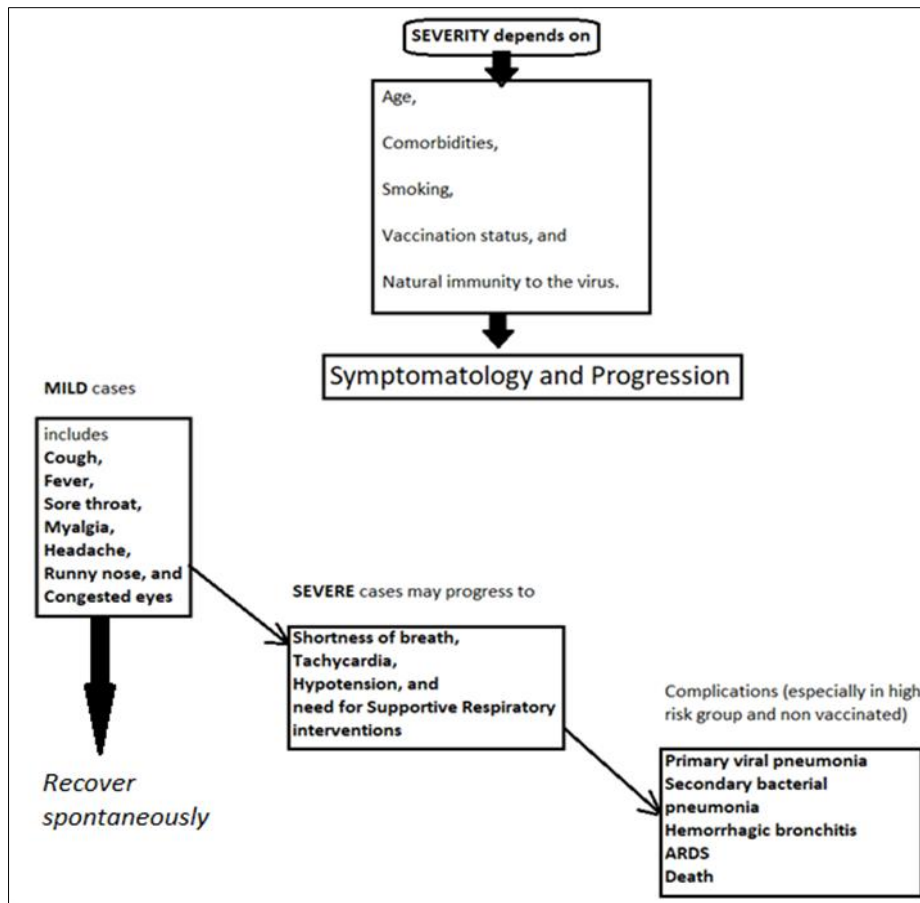 SEVERITY depends on
Age,
Comorbidities,
Smoking,
Vaccination status, and
Natural immunity to the virus.
Symptomatology and Progression
MILD cases
includes
Cough,
Fever,
Sore throat,
Myalgia,
Headache,
Runny nose, and
Congested eyes
Recover
spontaneously
SEVERE cases may progress to
Shortness of breath,
Tachycardia,
Hypotension, and
need for Supportive Respiratory
interventions
Complications (especially in high
risk group and non vaccinated)
Primary viral pneumonia
Secondary bacterial
pneumonia
Hemorrhagic bronchitis
ARDS
Death